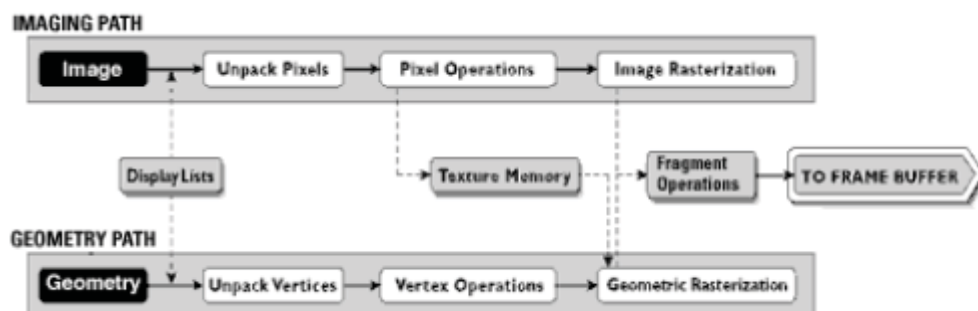 IMAGING PATH
Image
Unpack Pixels
Pixel Operations
Image Rasterization
Display Lists
Texture Memory
Fragment
Operations
TO FRAME BUFFER
GEOMETRY PATH
Geometry
Unpack Vertices
Vertex Operations
Geometric Rasterization